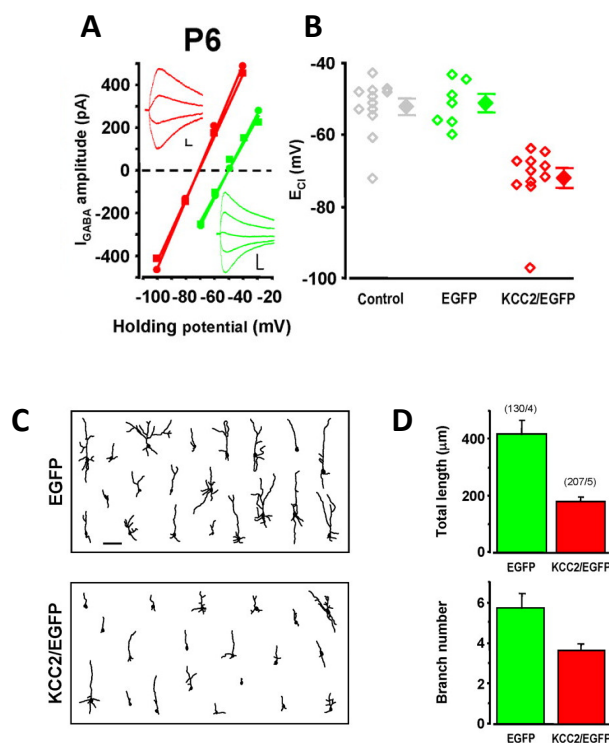 A
P6
B
400
200
0
-200
-400
I_GABA amplitude (pA)
-100 -80 -60 -40 -20
Holding potential (mV)
-40
-60
-80
-100
E_Cl (mV)
Control EGFP KCC2/EGFP
C
EGFP
KCC2/EGFP
D
(130/4)
(207/5)
400
200
0
Total length (μm)
EGFP KCC2/EGFP
6
4
2
0
Branch number
EGFP KCC2/EGFP